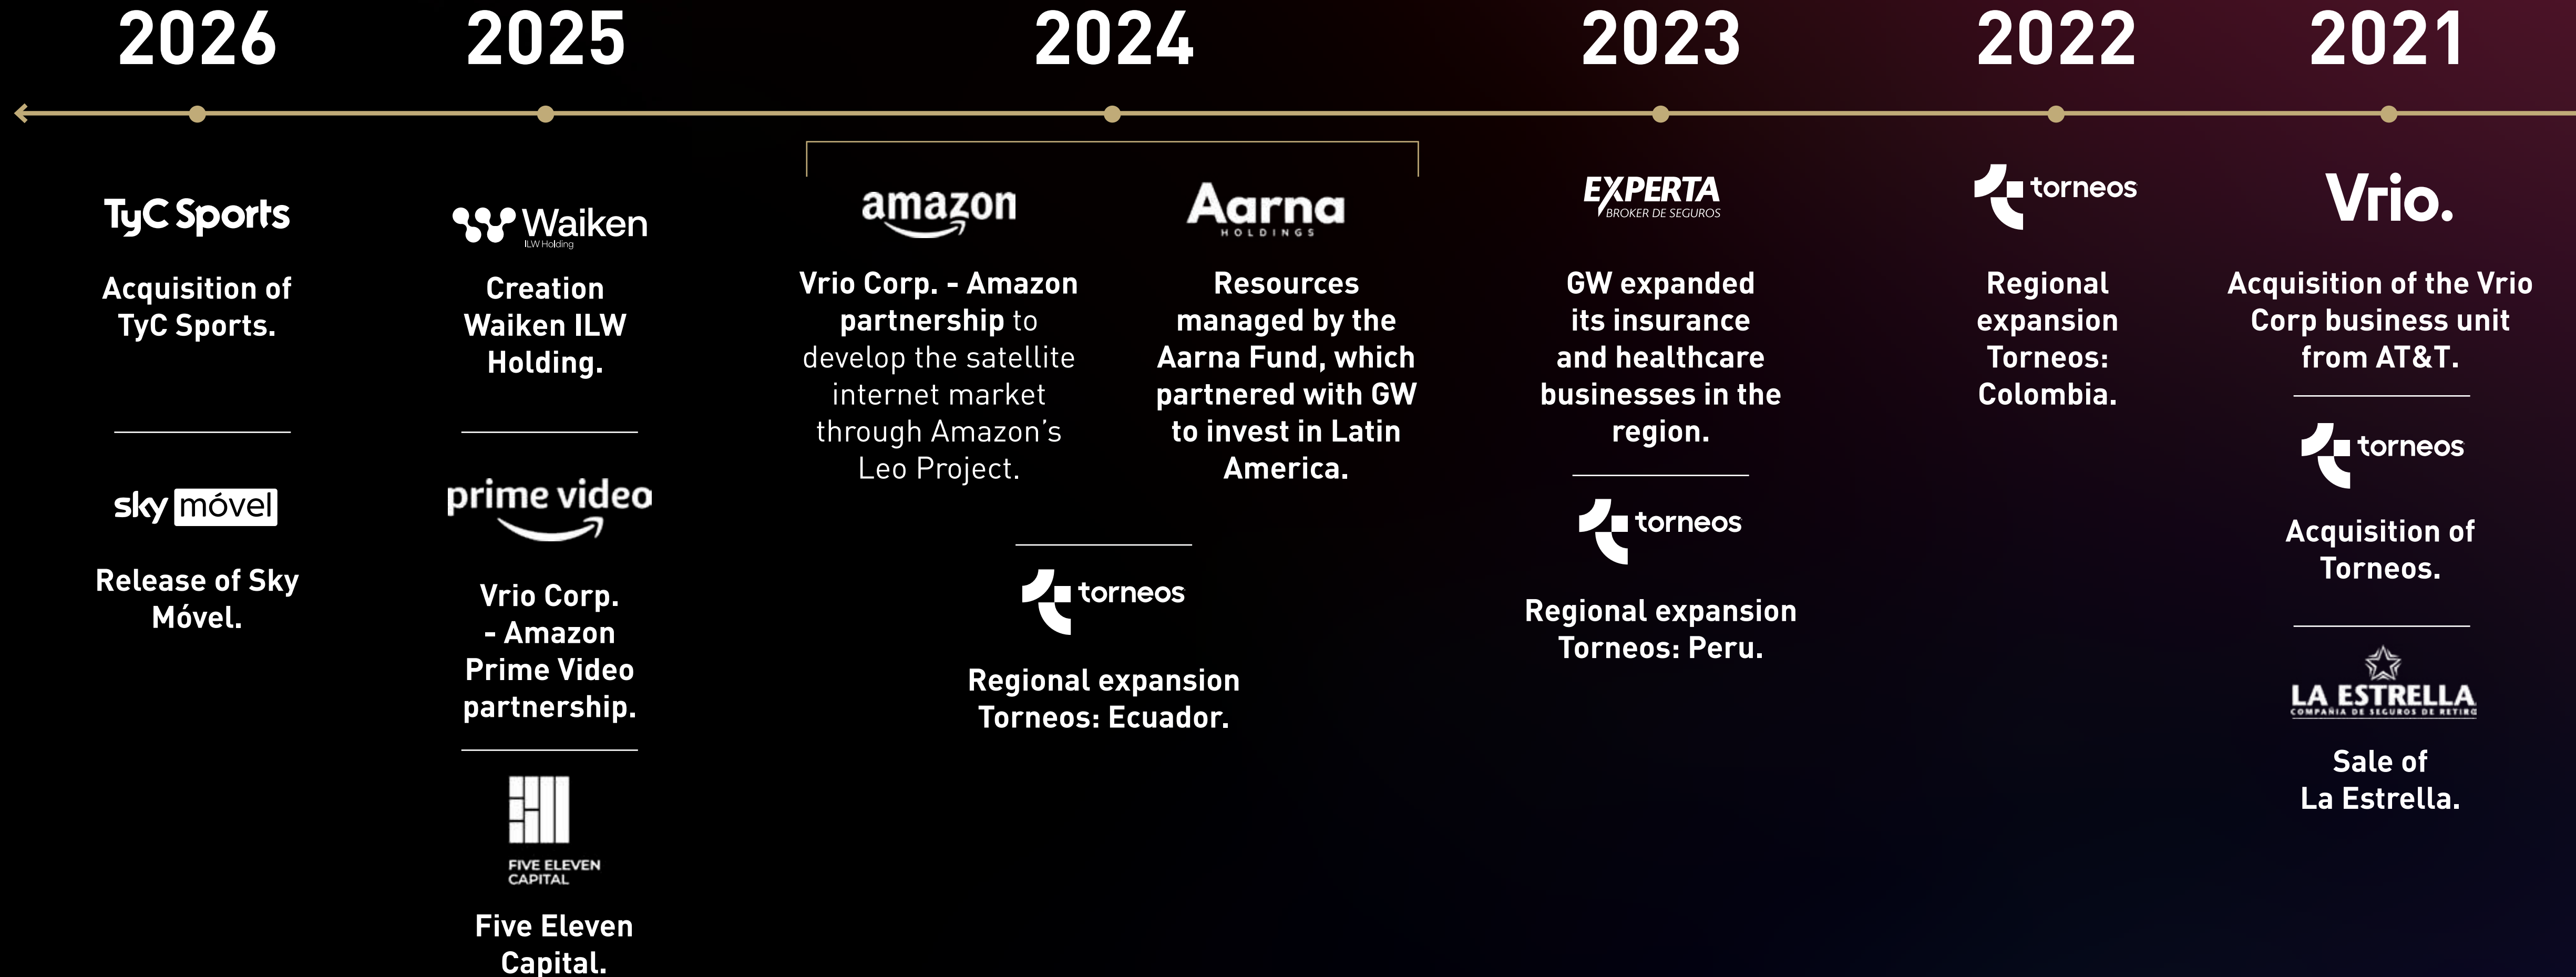 2026
TyC Sports
Acquisition of
TyC Sports.
sky móvel
Release of Sky
Móvel.
2025
Waiken
ILW Holding
Creation
Waiken ILW
Holding.
prime video
Vrio Corp.
- Amazon
Prime Video
partnership.
FIVE ELEVEN
CAPITAL
Five Eleven
Capital.
2024
amazon
Vrio Corp. - Amazon
partnership to
develop the satellite
internet market
through Amazon’s
Leo Project.
Aarna
HOLDINGS
Resources
managed by the
Aarna Fund, which
partnered with GW
to invest in Latin
America.
torneos
Regional expansion
Torneos: Ecuador.
2023
EXPERTA
BROKER DE SEGUROS
GW expanded
its insurance
and healthcare
businesses in the
region.
torneos
Regional expansion
Torneos: Peru.
2022
torneos
Regional
expansion
Torneos:
Colombia.
2021
Vrio.
Acquisition of the Vrio
Corp business unit
from AT&T.
torneos
Acquisition of
Torneos.
LA ESTRELLA
COMPAÑIA DE SEGUROS DE RETIRO
Sale of
La Estrella.